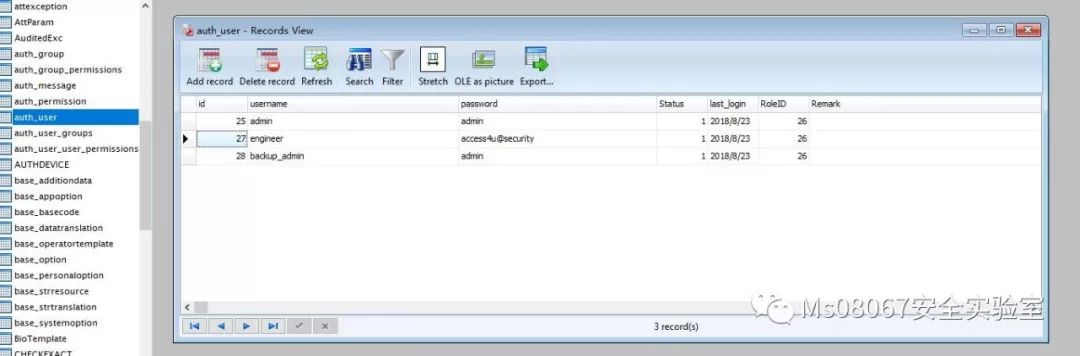 attexception
AttParam
AuditedExc
auth_group
auth_group_permissions
auth_message
auth_permission
auth_user
auth_user_groups
auth_user_user_permissions
AUTHDEVICE
base_additiondata
base_appoption
base_basecode
base_datatranslation
base_operatortemplate
base_option
base_personaloption
base_strresource
base_strtranslation
base_systemoption
BioTemplate
CHECKEXACT
auth_user - Records View
Add record Delete record Refresh Search Filter Stretch OLE as picture Export...
id username password Status last_login RoleID Remark
25 admin admin 1 2018/8/23 26
27 engineer access4u@security 1 2018/8/23 26
28 backup_admin admin 1 2018/8/23 26
3 record(s)
Ms08067安全实验室